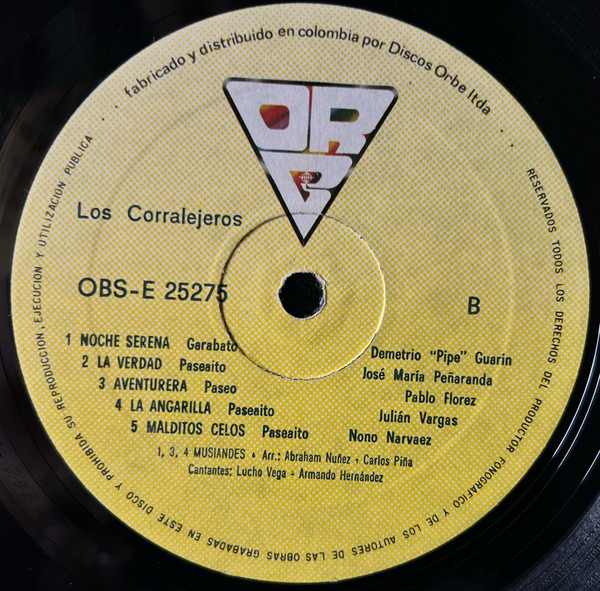 . . fabricado y distribuido en colombia por Discos Orbe ltda . .
ORB
Los Corralejeros
OBS-E 25275
B
1 NOCHE SERENA Garabato Demetrio “Pipe” Guarin
2 LA VERDAD Paseaito José María Peñaranda
3 AVENTURERA Paseo Pablo Florez
4 LA ANGARILLA Paseaito Julián Vargas
5 MALDITOS CELOS Paseaito Nono Narvaez
1, 3, 4 MUSIANDES • Arr.: Abraham Nuñez - Carlos Piña
Cantantes: Lucho Vega - Armando Hernández
RESERVADOS TODOS LOS DERECHOS DEL PRODUCTOR FONOGRAFICO Y DE LOS AUTORES DE LAS OBRAS GRABADAS EN ESTE DISCO Y PROHIBIDA SU REPRODUCCION, EJECUCION Y UTILIZACION PUBLICA